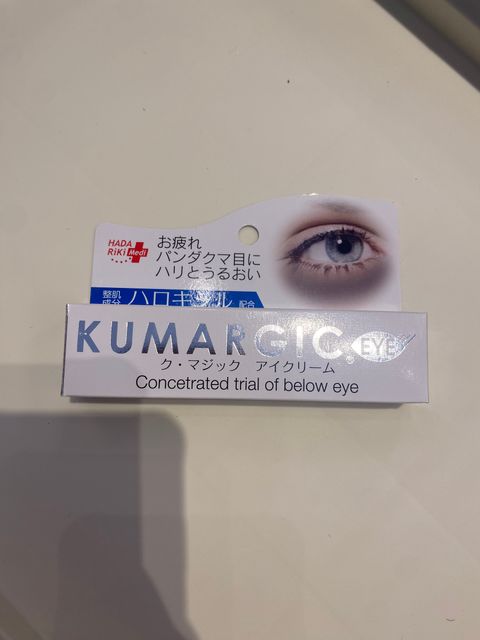 HADA
RiKi Medi
お疲れ
パンダクマ目に
ハリとうるおい
整肌
成分
配合
KUMARGIC EYE
ク・マジック アイクリーム
Concetrated trial of below eye